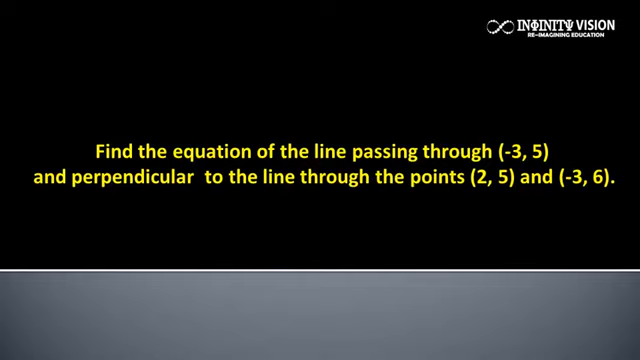 INFINITY VISION
RE-IMAGINING EDUCATION
Find the equation of the line passing through (-3, 5)
and perpendicular to the line through the points (2, 5) and (-3, 6).